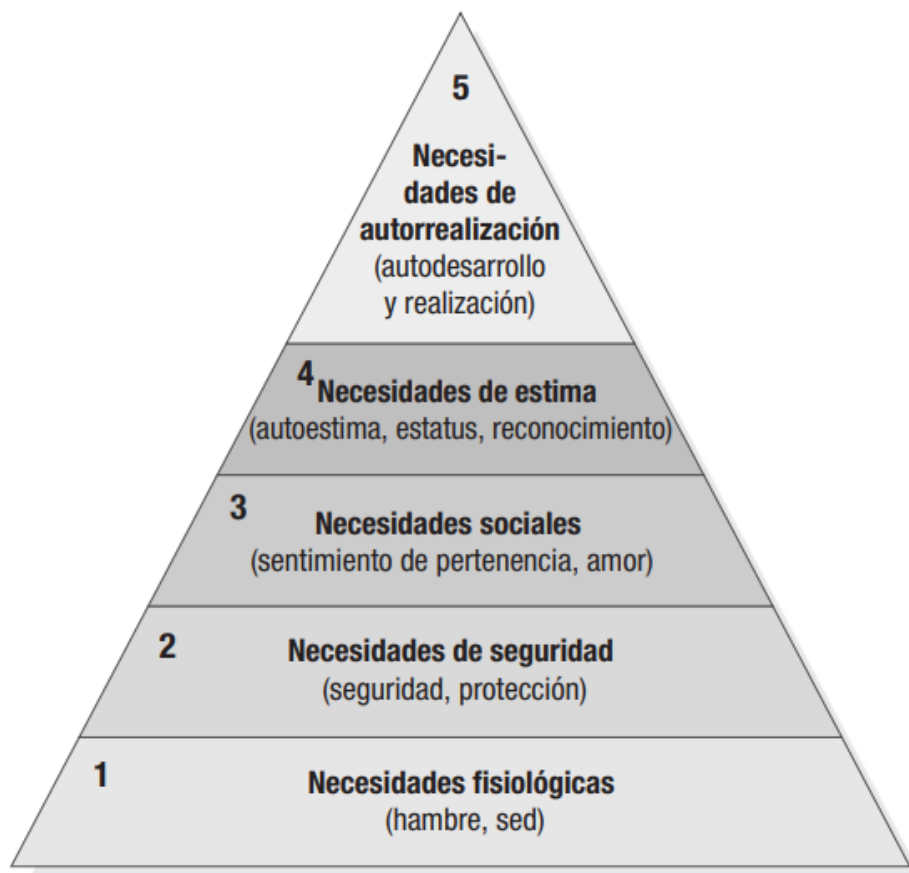 5
Necesi-
dades de
autorrealización
(autodesarrollo
y realización)
4 Necesidades de estima
(autoestima, estatus, reconocimiento)
3 Necesidades sociales
(sentimiento de pertenencia, amor)
2 Necesidades de seguridad
(seguridad, protección)
1 Necesidades fisiológicas
(hambre, sed)